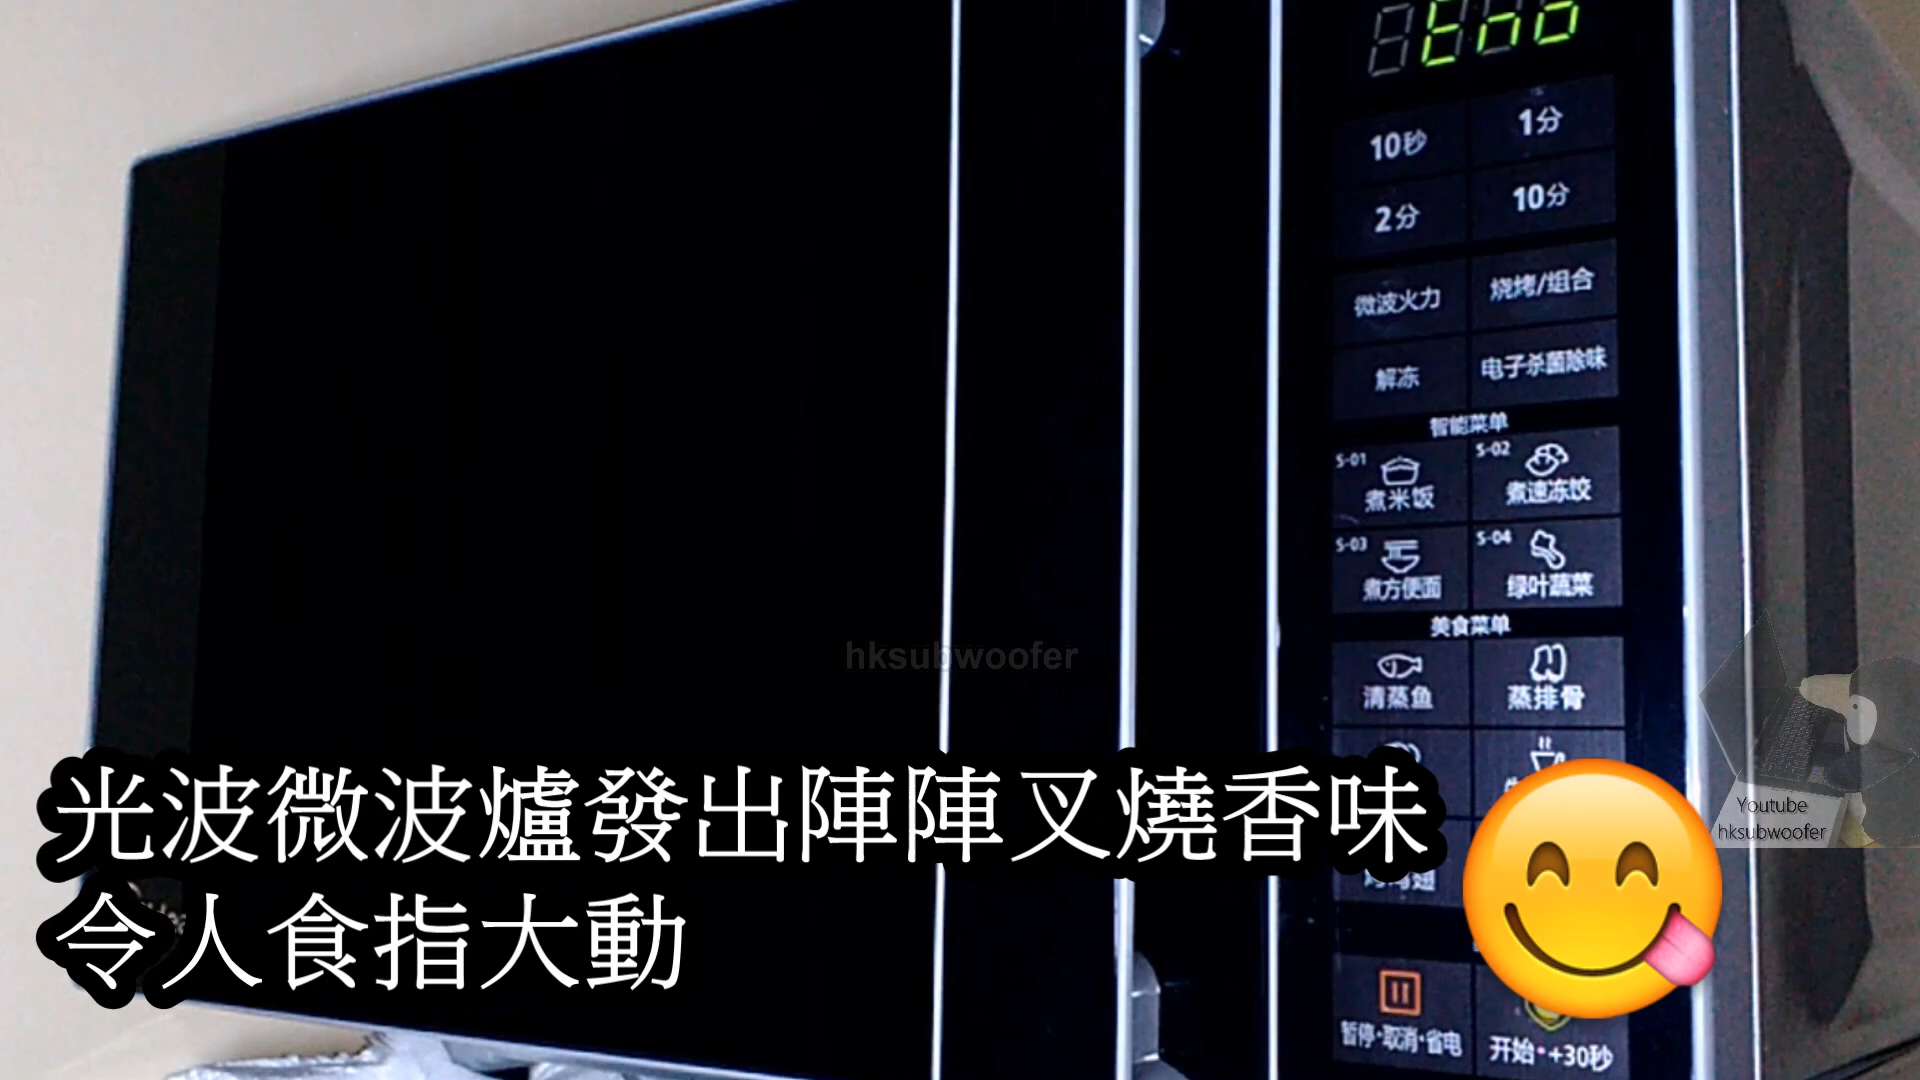 End
10秒
1分
2分
10分
微波火力
烧烤/组合
解冻
电子杀菌除味
智能菜单
S-01
煮米饭
S-02
煮速冻饺
S-03
煮方便面
S-04
绿叶蔬菜
美食菜单
清蒸鱼
蒸排骨
hksubwoofer
Youtube
hksubwoofer
光波微波爐發出陣陣叉燒香味
令人食指大動
暂停·取消·省电
开始·+30秒